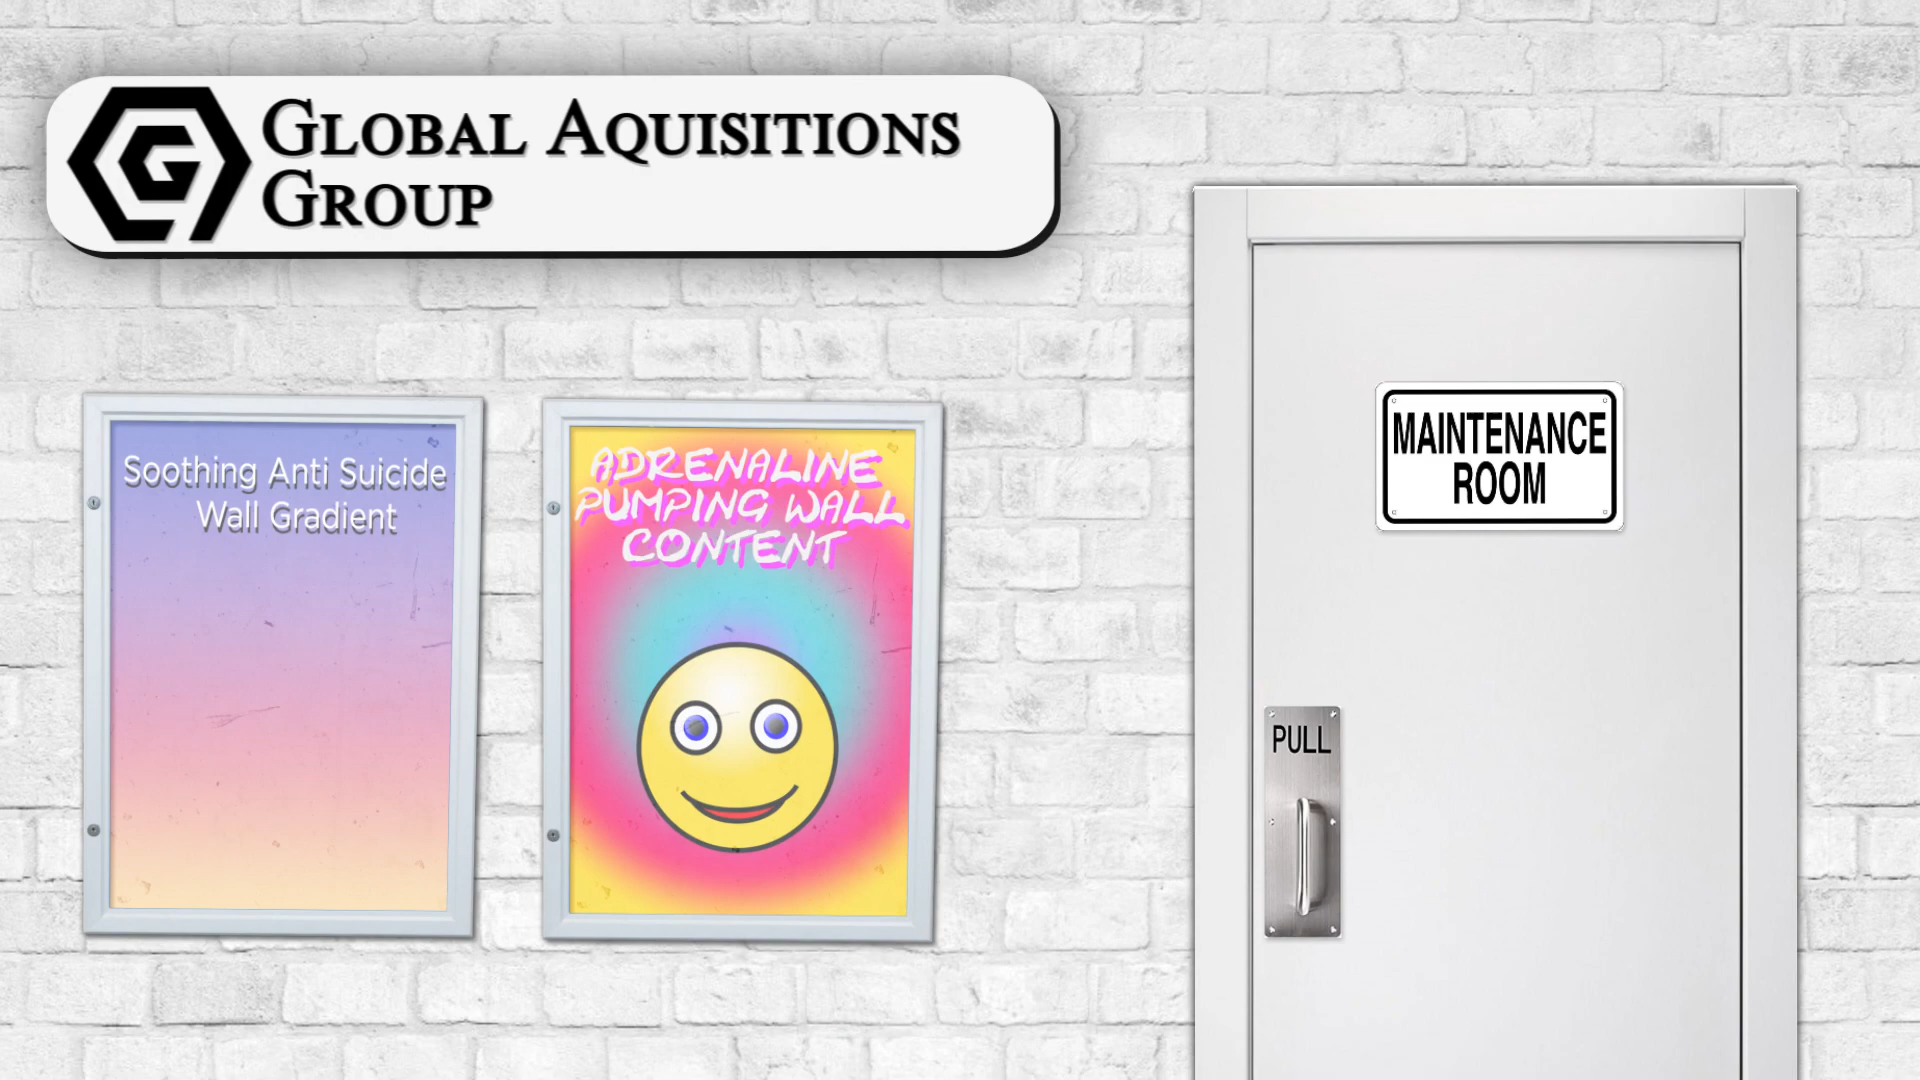 Global Aquisitions
Group
Soothing Anti Suicide
Wall Gradient
ADRENALINE
PUMPING WALL
CONTENT
MAINTENANCE
ROOM
PULL